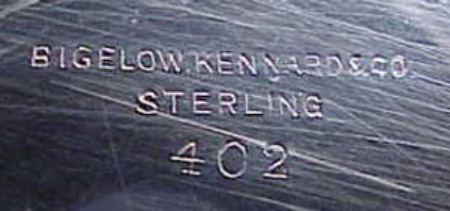 BIGELOW, KENNARD & CO.
STERLING
402